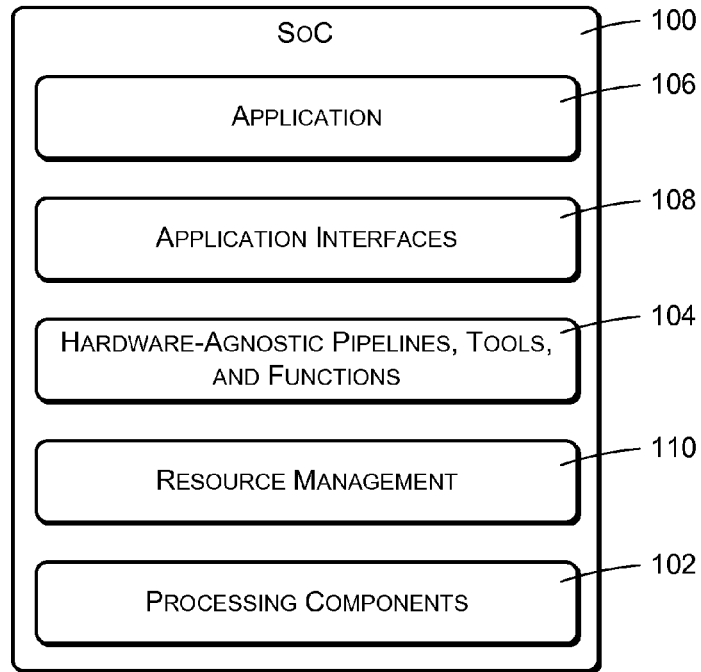 SoC
100
Application
106
Application Interfaces
108
Hardware-Agnostic Pipelines, Tools,
and Functions
104
Resource Management
110
Processing Components
102